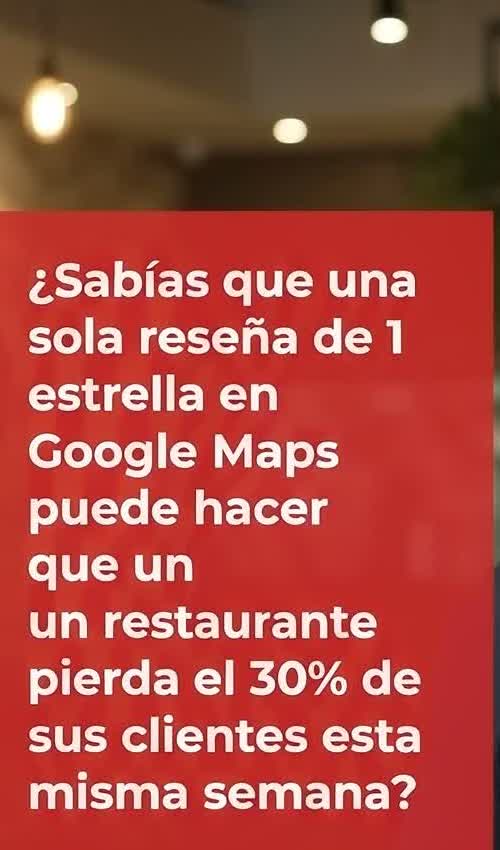 ¿Sabías que una
sola reseña de 1
estrella en
Google Maps
puede hacer
que un
un restaurante
pierda el 30% de
sus clientes esta
misma semana?